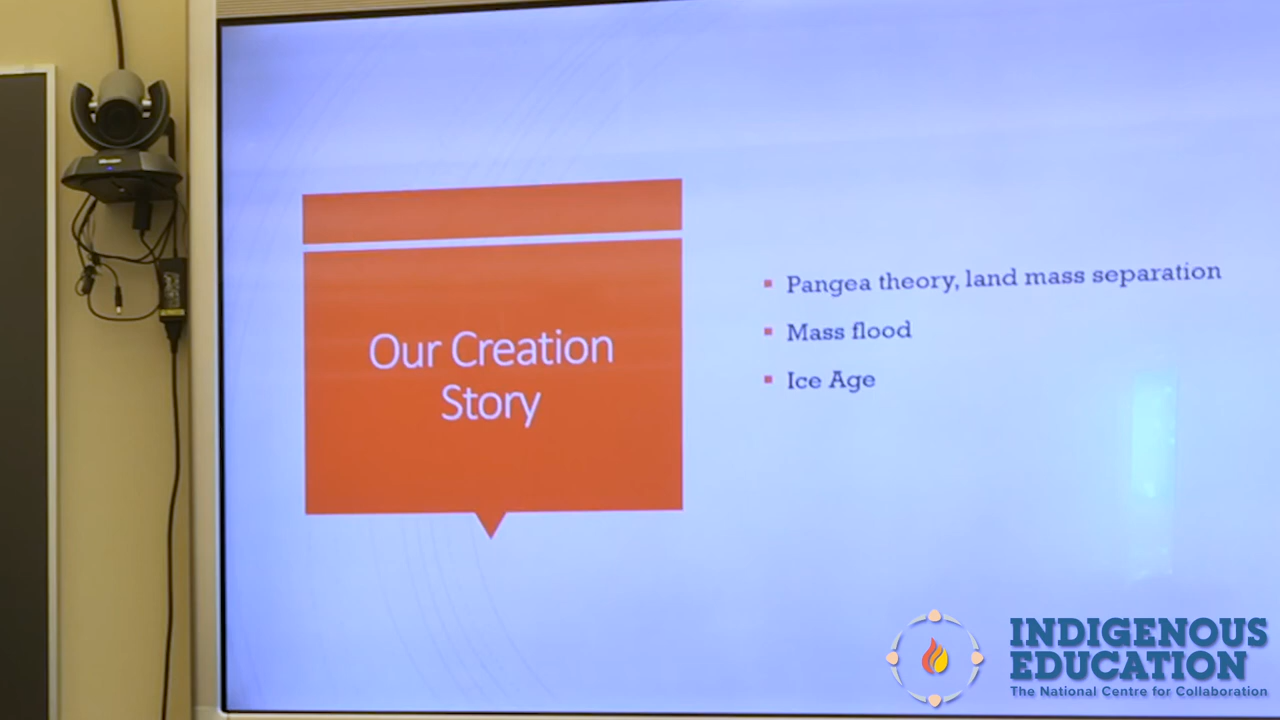 Our Creation
Story
Pangea theory, land mass separation
Mass flood
Ice Age
INDIGENOUS
EDUCATION
The National Centre for Collaboration